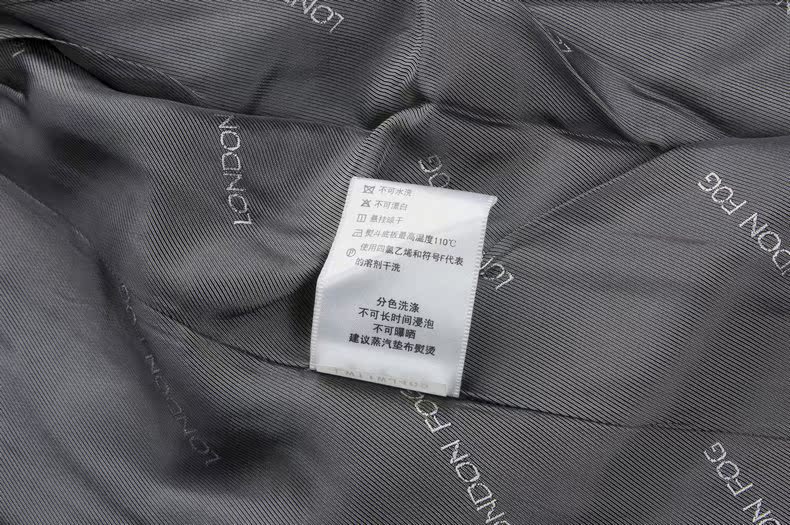 LONDON FOG
LONDON
LONDON FOG
不可水洗
不可漂白
悬挂晾干
熨斗底板最高温度110℃
使用四氯乙烯和符号F代表
的溶剂干洗
分色洗涤
不可长时间浸泡
不可曝晒
建议蒸汽垫布熨烫
LONDON FOG
LONDON FOG
LONDON FOG